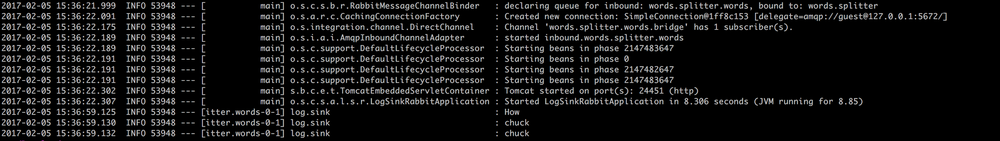 2017-02-05 15:36:21.999  INFO 53948 --- [           main] o.s.c.s.b.r.RabbitMessageChannelBinder   : declaring queue for inbound: words.splitter.words, bound to: words.splitter
2017-02-05 15:36:22.091  INFO 53948 --- [           main] o.s.a.r.c.CachingConnectionFactory       : Created new connection: SimpleConnection@1ff8c153 [delegate=amqp://guest@127.0.0.1:5672/]
2017-02-05 15:36:22.175  INFO 53948 --- [           main] o.s.integration.channel.DirectChannel    : Channel 'words.splitter.words.bridge' has 1 subscriber(s).
2017-02-05 15:36:22.189  INFO 53948 --- [           main] o.s.i.a.i.AmqpInboundChannelAdapter      : started inbound.words.splitter.words
2017-02-05 15:36:22.189  INFO 53948 --- [           main] o.s.c.support.DefaultLifecycleProcessor  : Starting beans in phase 2147483647
2017-02-05 15:36:22.191  INFO 53948 --- [           main] o.s.c.support.DefaultLifecycleProcessor  : Starting beans in phase 0
2017-02-05 15:36:22.191  INFO 53948 --- [           main] o.s.c.support.DefaultLifecycleProcessor  : Starting beans in phase 2147482647
2017-02-05 15:36:22.191  INFO 53948 --- [           main] o.s.c.support.DefaultLifecycleProcessor  : Starting beans in phase 2147483647
2017-02-05 15:36:22.302  INFO 53948 --- [           main] s.b.c.e.t.TomcatEmbeddedServletContainer : Tomcat started on port(s): 24451 (http)
2017-02-05 15:36:22.307  INFO 53948 --- [           main] o.s.c.s.a.l.s.r.LogSinkRabbitApplication : Started LogSinkRabbitApplication in 8.306 seconds (JVM running for 8.85)
2017-02-05 15:36:59.125  INFO 53948 --- [itter.words-0-1] log.sink                                 : How
2017-02-05 15:36:59.130  INFO 53948 --- [itter.words-0-1] log.sink                                 : chuck
2017-02-05 15:36:59.132  INFO 53948 --- [itter.words-0-1] log.sink                                 : chuck